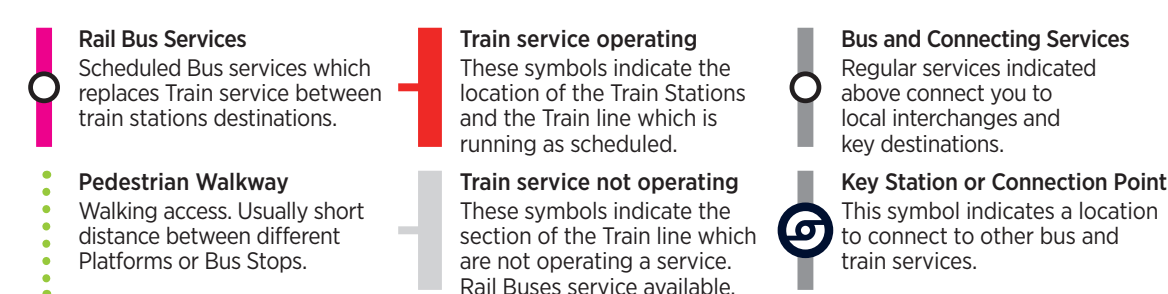 Rail Bus Services
Scheduled Bus services which
replaces Train service between
train stations destinations.
Train service operating
These symbols indicate the
location of the Train Stations
and the Train line which is
running as scheduled.
Bus and Connecting Services
Regular services indicated
above connect you to
local interchanges and
key destinations.
Pedestrian Walkway
Walking access. Usually short
distance between different
Platforms or Bus Stops.
Train service not operating
These symbols indicate the
section of the Train line which
are not operating a service.
Rail Buses service available.
Key Station or Connection Point
This symbol indicates a location
to connect to other bus and
train services.